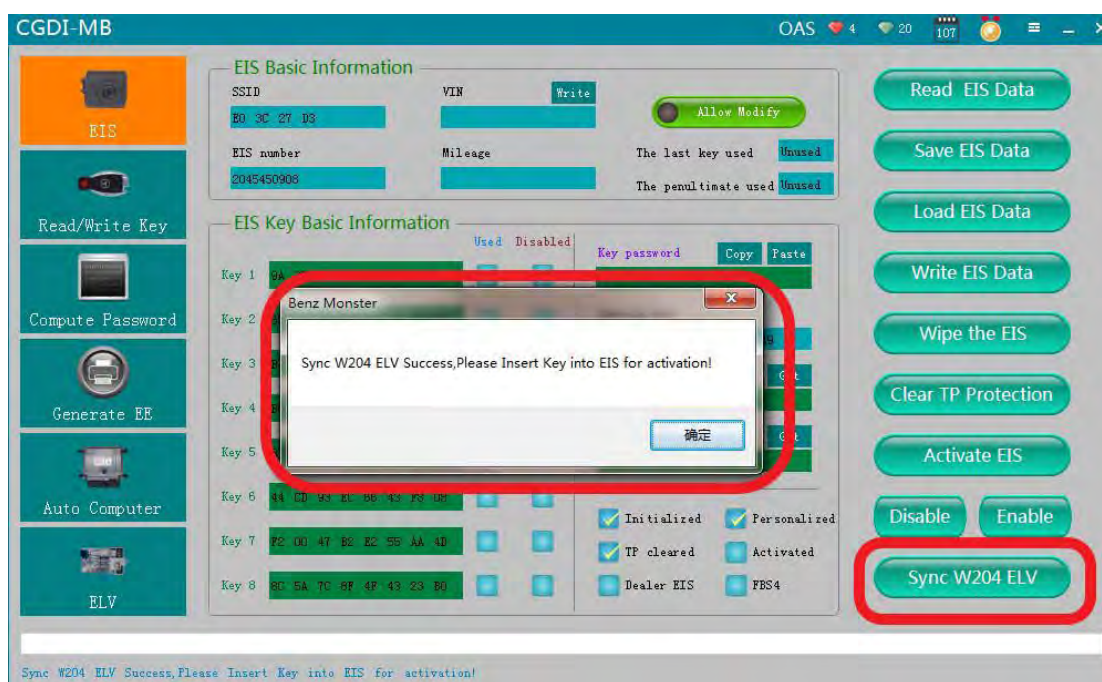 CGDI-MB
OAS 4 20 107
EIS
Read/Write Key
Compute Password
Generate EE
Auto Computer
ELV
EIS Basic Information
SSID VIN Write
E0 3C 27 D3
Allow Modify
EIS number Mileage
2045450908
The last key used Unused
The penultimate used Unused
EIS Key Basic Information
Used Disabled
Key password Copy Paste
Key 1 9A
Key 2
Key 3
Key 4
Key 5
Key 6 44 CD 93 EC 66 43 F8 D8
Key 7 F2 00 47 B2 E2 55 AA 4D
Key 8 8C 5A 7C 8F 4F 43 23 B0
Benz Monster
Sync W204 ELV Success,Please Insert Key into EIS for activation!
确定
Initialized Personalized
TP cleared Activated
Dealer EIS FBS4
Read EIS Data
Save EIS Data
Load EIS Data
Write EIS Data
Wipe the EIS
Clear TP Protection
Activate EIS
Disable Enable
Sync W204 ELV
Sync W204 ELV Success,Please Insert Key into EIS for activation!